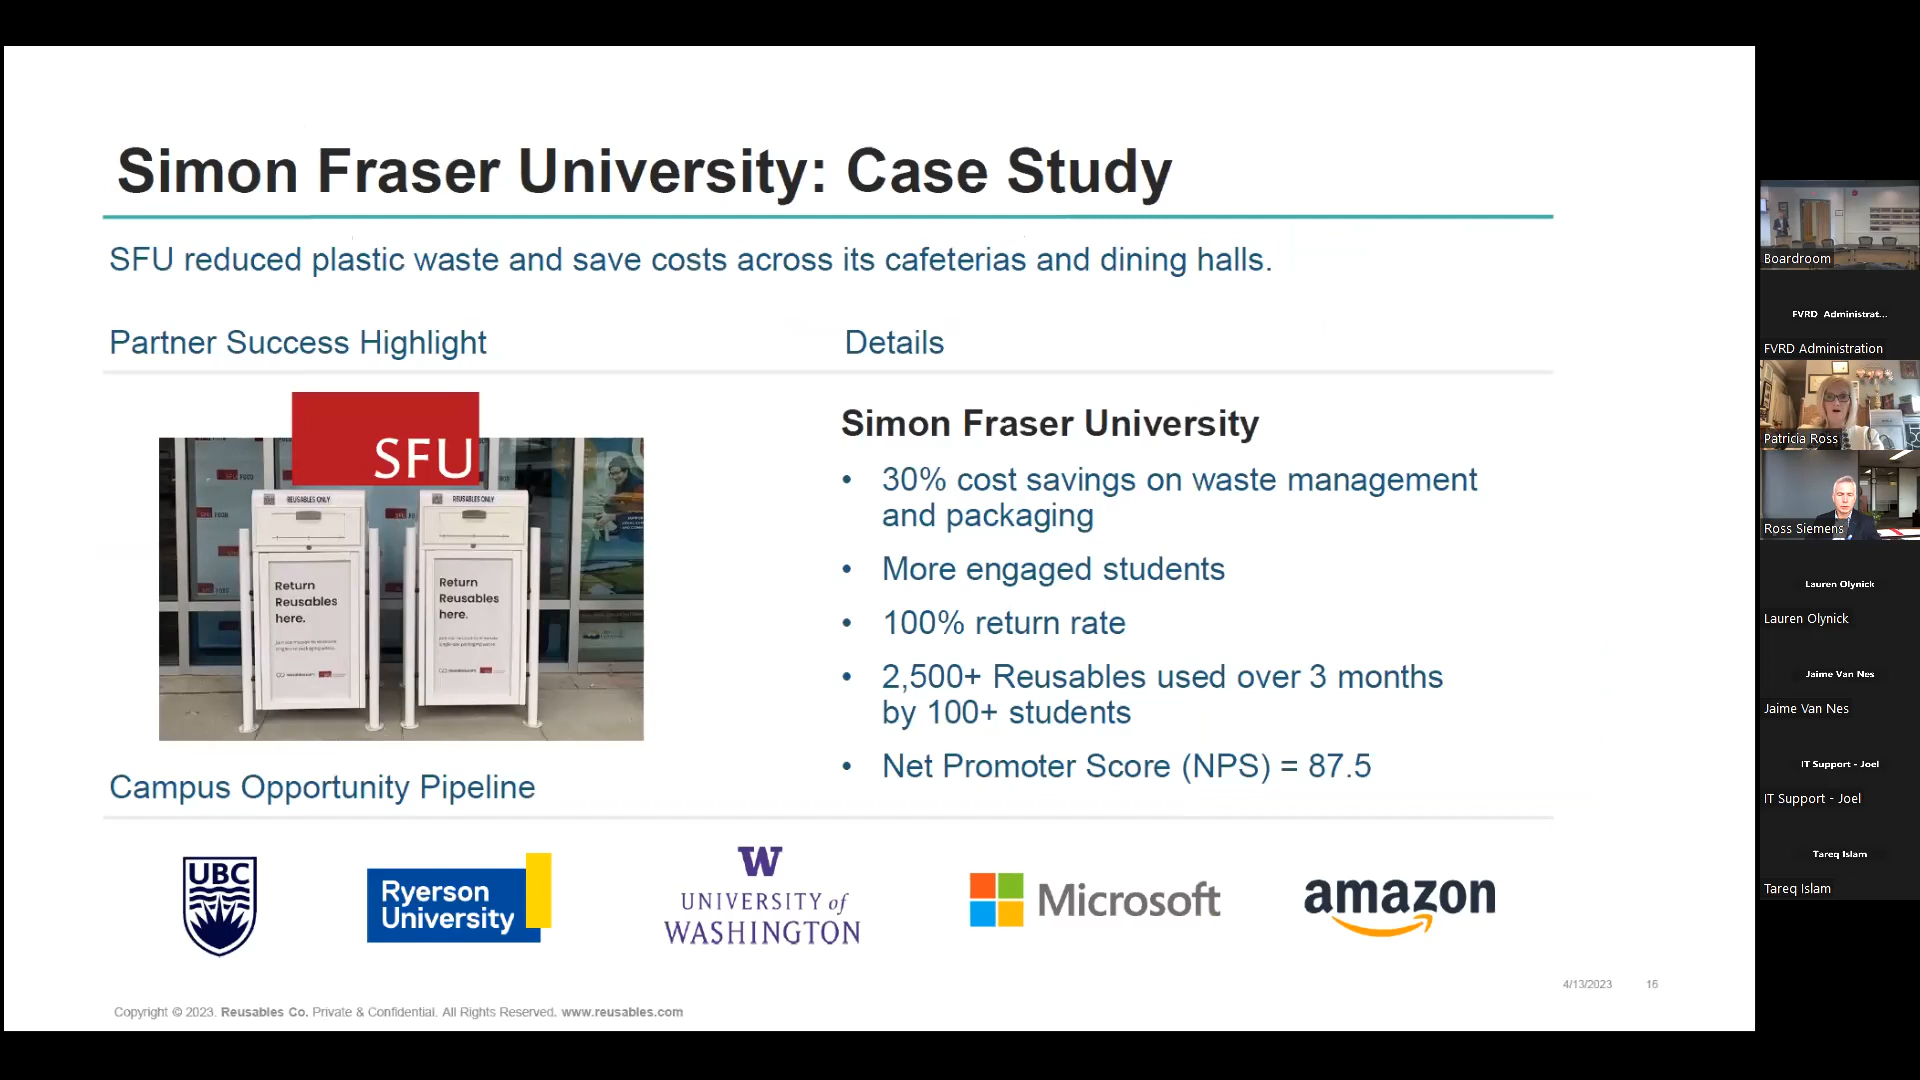 Simon Fraser University: Case Study
SFU reduced plastic waste and save costs across its cafeterias and dining halls.
Partner Success Highlight
Details
SFU
REUSABLES ONLY
REUSABLES ONLY
Return
Reusables
here.
Return
Reusables
here.
Simon Fraser University
• 30% cost savings on waste management
and packaging
• More engaged students
• 100% return rate
• 2,500+ Reusables used over 3 months
by 100+ students
• Net Promoter Score (NPS) = 87.5
Campus Opportunity Pipeline
UBC
Ryerson
University
W
UNIVERSITY of
WASHINGTON
Microsoft
amazon
4/13/2023 16
Copyright © 2023. Reusables Co. Private & Confidential. All Rights Reserved. www.reusables.com
Boardroom
FVRD Administrat...
FVRD Administration
Patricia Ross
Ross Siemens
Lauren Olynick
Lauren Olynick
Jaime Van Nes
Jaime Van Nes
IT Support - Joel
IT Support - Joel
Tareq Islam
Tareq Islam